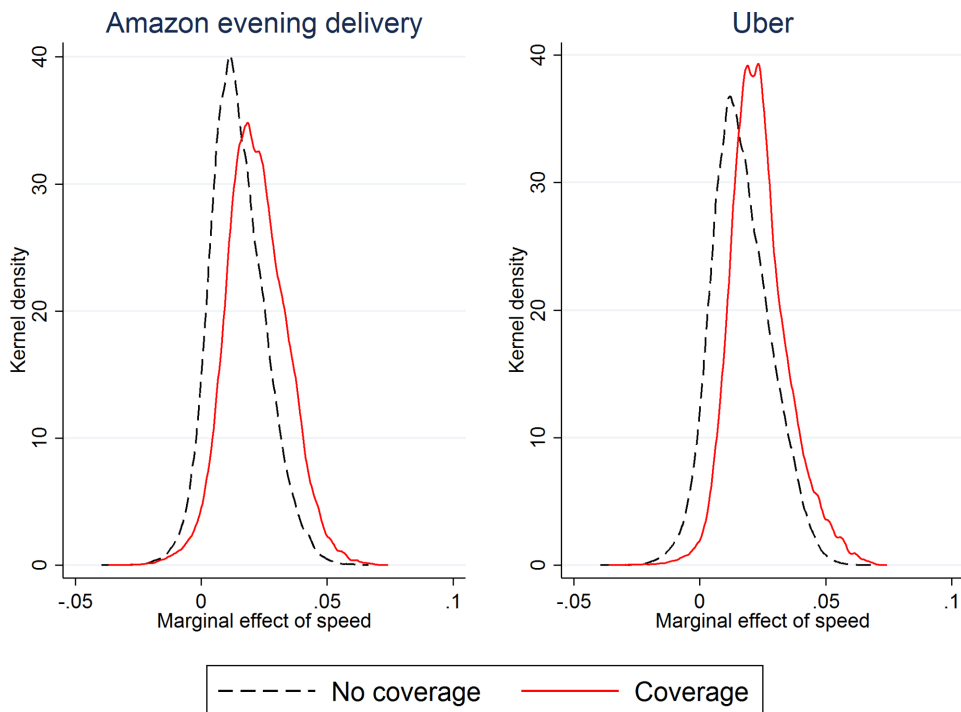 Amazon evening delivery
Kernel density
40
30
20
10
0
-.05 0 .05 .1
Marginal effect of speed
Uber
Kernel density
40
30
20
10
0
-.05 0 .05 .1
Marginal effect of speed
No coverage Coverage